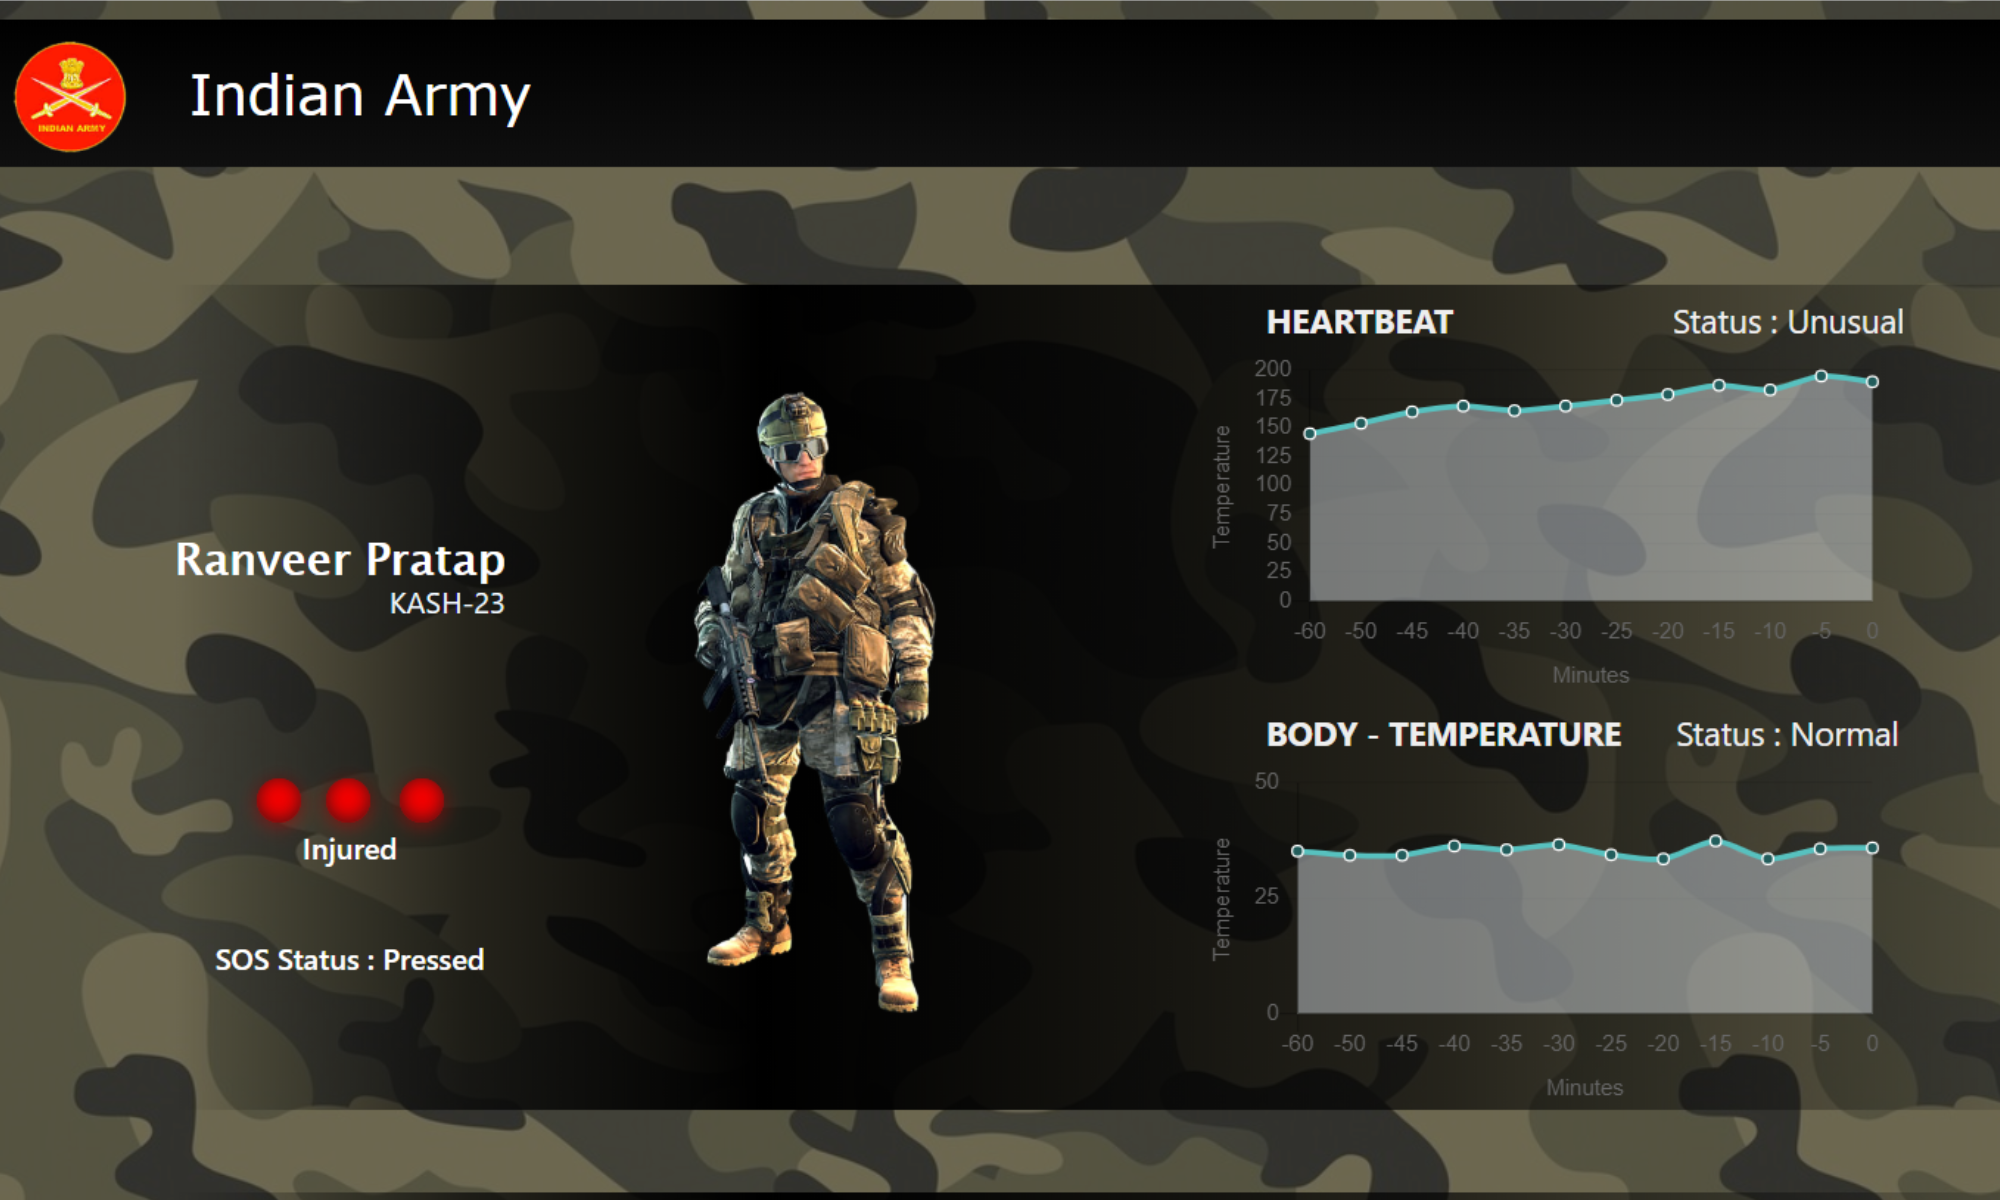 INDIAN ARMY
Indian Army
Ranveer Pratap
KASH-23
Injured
SOS Status : Pressed
HEARTBEAT
Status : Unusual
200
175
150
125
100
75
50
25
0
Temperature
-60 -50 -45 -40 -35 -30 -25 -20 -15 -10 -5 0
Minutes
BODY - TEMPERATURE
Status : Normal
50
25
0
Temperature
-60 -50 -45 -40 -35 -30 -25 -20 -15 -10 -5 0
Minutes